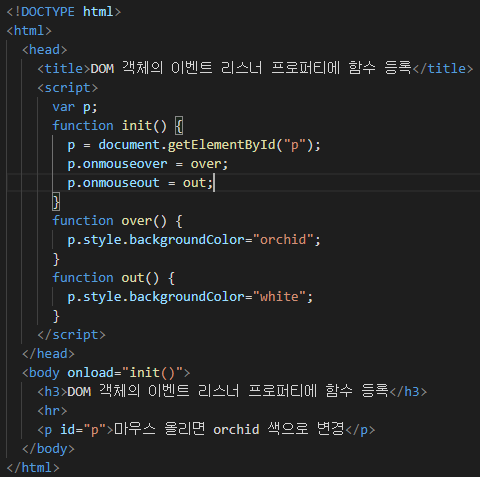 <!DOCTYPE html>
<html>
<head>
<title>DOM 객체의 이벤트 리스너 프로퍼티에 함수 등록</title>
<script>
var p;
function init() {
p = document.getElementById("p");
p.onmouseover = over;
p.onmouseout = out;
}
function over() {
p.style.backgroundColor="orchid";
}
function out() {
p.style.backgroundColor="white";
}
</script>
</head>
<body onload="init()">
<h3>DOM 객체의 이벤트 리스너 프로퍼티에 함수 등록</h3>
<hr>
<p id="p">마우스 올리면 orchid 색으로 변경</p>
</body>
</html>